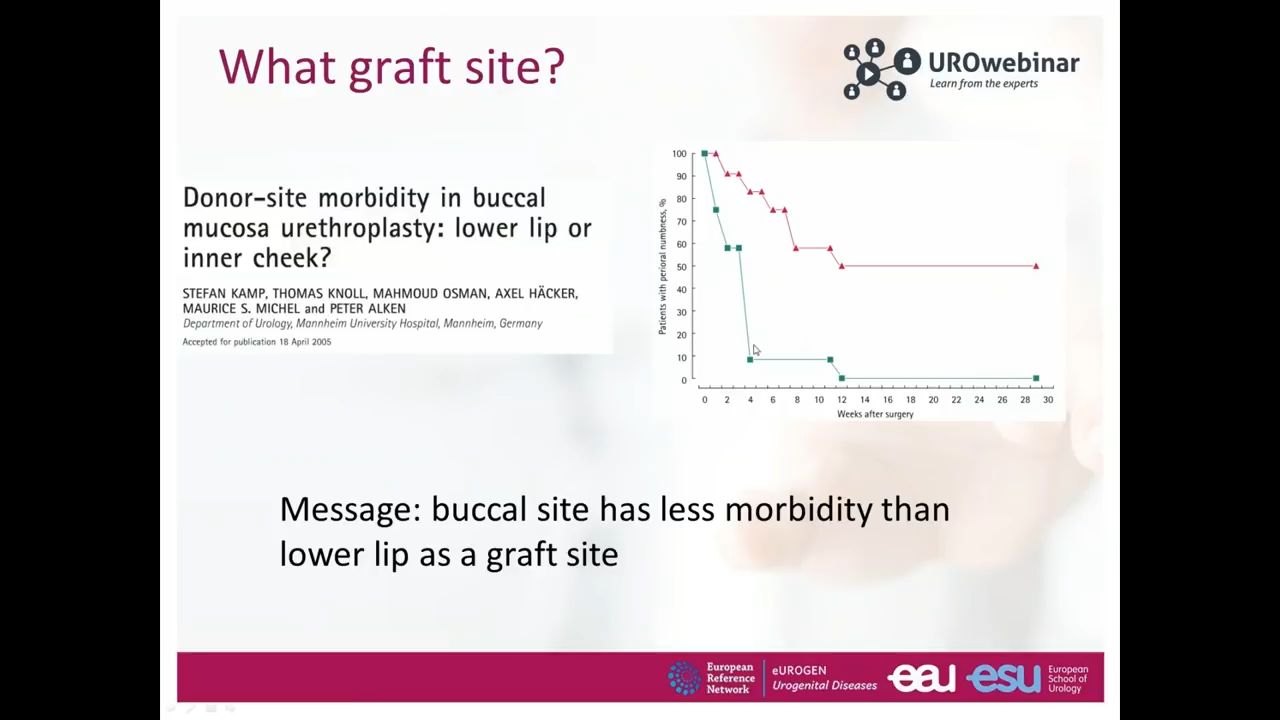 What graft site?
UROwebinar
Learn from the experts
Donor-site morbidity in buccal
mucosa urethroplasty: lower lip or
inner cheek?
STEFAN KAMP, THOMAS KNOLL, MAHMOUD OSMAN, AXEL HÄCKER,
MAURICE S. MICHEL and PETER ALKEN
Department of Urology, Mannheim University Hospital, Mannheim, Germany
Accepted for publication 18 April 2005
Patients with perioral numbness, %
100
90
80
70
60
50
40
30
20
10
0
0 2 4 6 8 10 12 14 16 18 20 22 24 26 28 30
Weeks after surgery
Message: buccal site has less morbidity than
lower lip as a graft site
European
Reference
Network
eUROGEN
Urogenital Diseases
eau
esu
European
School of
Urology